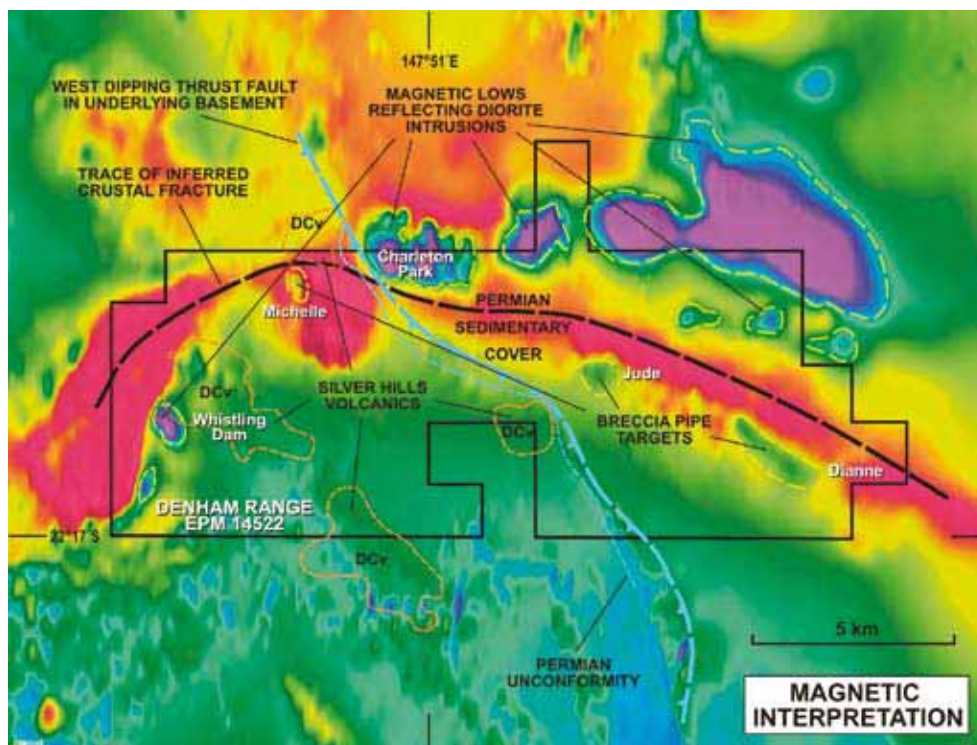 147°51'E
WEST DIPPING THRUST FAULT
IN UNDERLYING BASEMENT
MAGNETIC LOWS
REFLECTING DIORITE
INTRUSIONS
TRACE OF INFERRED
CRUSTAL FRACTURE
DCv
Charleton
Park
Michelle
PERMIAN
SEDIMENTARY
COVER
DCv
SILVER HILLS
VOLCANICS
Jude
Whistling
Dam
DCv
BRECCIA PIPE
TARGETS
Dianne
DENHAM RANGE
EPM 14522
22°17'S
DCv
5 km
PERMIAN
UNCONFORMITY
MAGNETIC
INTERPRETATION